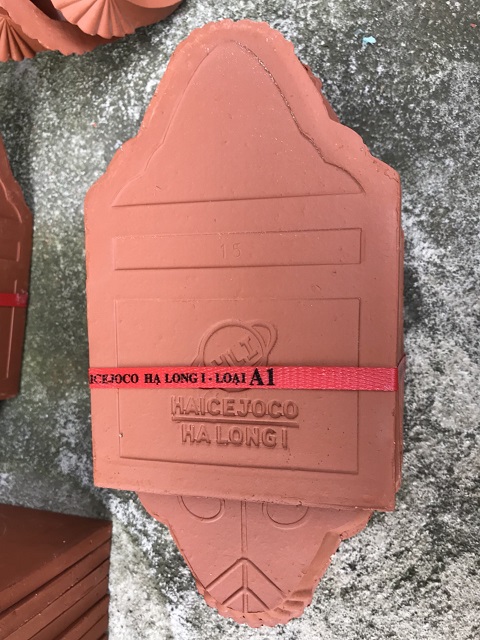 15
HLI
ICEJOCO HẠ LONG I - LOẠI A1
HAICEJOCO
HẠ LONG I